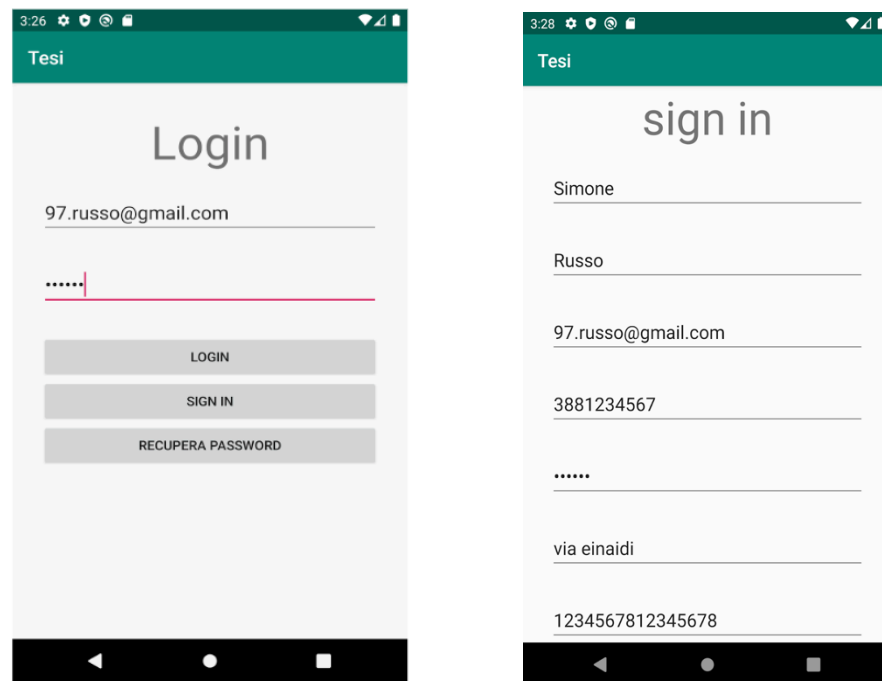 3:26
Tesi
Login
97.russo@gmail.com
••••••
LOGIN
SIGN IN
RECUPERA PASSWORD
3:28
Tesi
sign in
Simone
Russo
97.russo@gmail.com
3881234567
••••••
via einaidi
1234567812345678